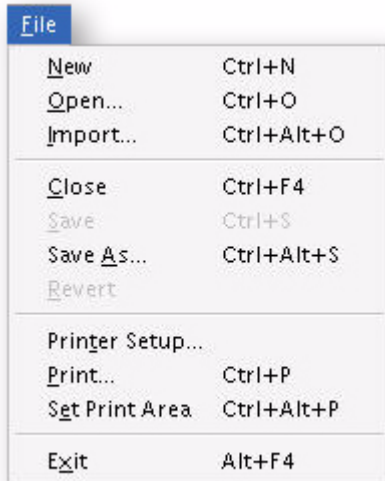 File
New Ctrl+N
Open... Ctrl+O
Import... Ctrl+Alt+O
Close Ctrl+F4
Save Ctrl+S
Save As... Ctrl+Alt+S
Revert
Printer Setup...
Print... Ctrl+P
Set Print Area Ctrl+Alt+P
Exit Alt+F4